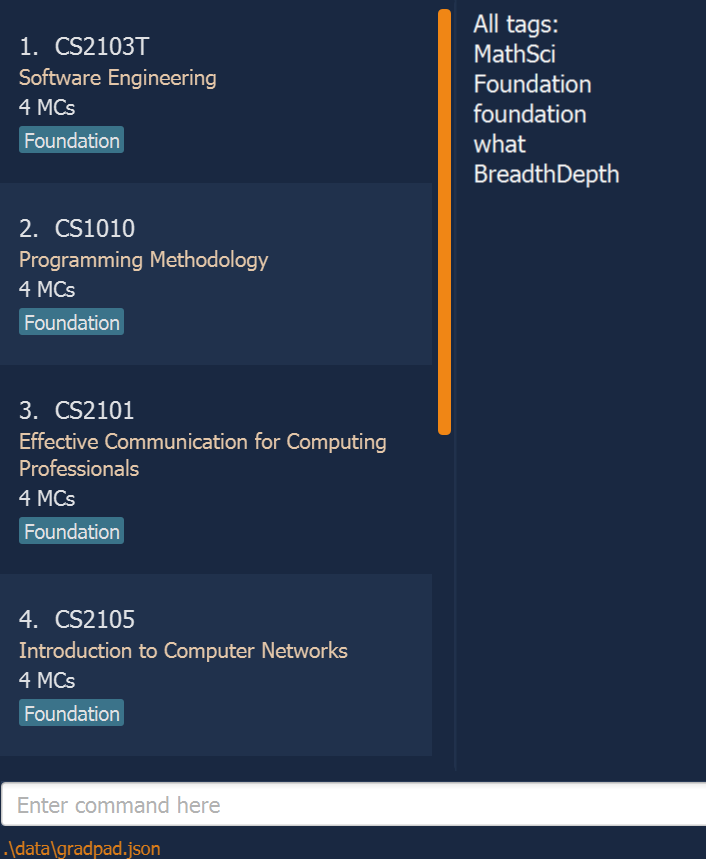 1. CS2103T
Software Engineering
4 MCs
Foundation
2. CS1010
Programming Methodology
4 MCs
Foundation
3. CS2101
Effective Communication for Computing
Professionals
4 MCs
Foundation
4. CS2105
Introduction to Computer Networks
4 MCs
Foundation
All tags:
MathSci
Foundation
foundation
what
BreadthDepth
Enter command here
.\data\gradpad.json